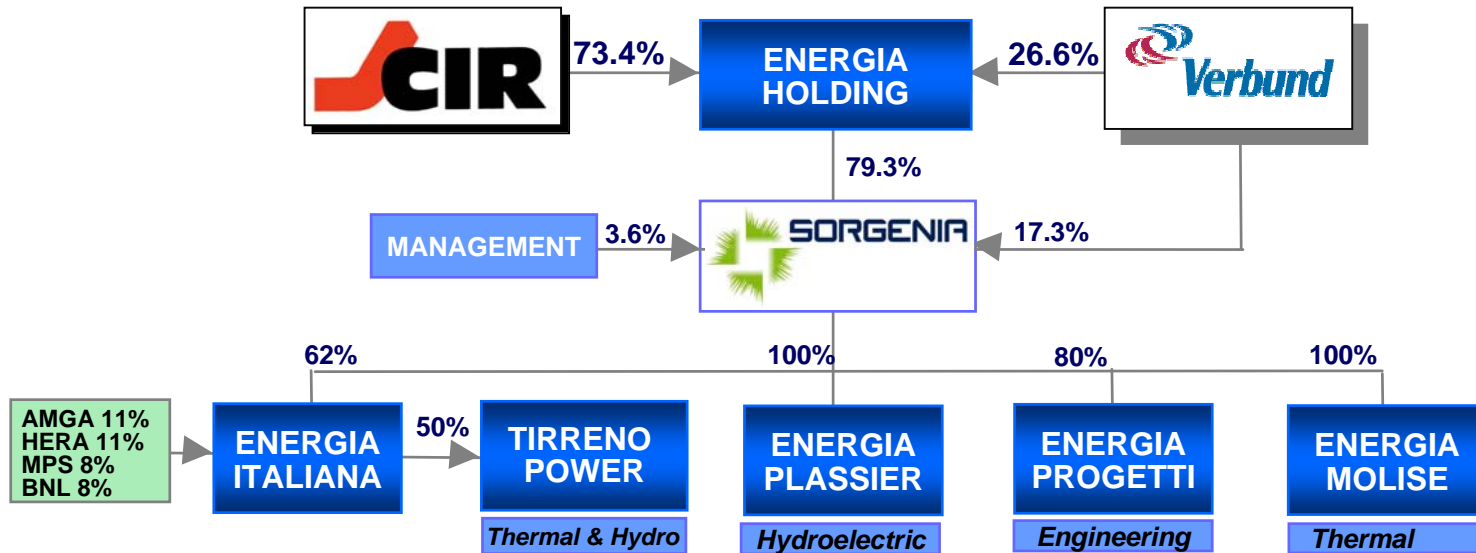 CIR
73.4%
ENERGIA
HOLDING
26.6%
Verbund
79.3%
MANAGEMENT
3.6%
SORGENIA
17.3%
62%
100%
80%
100%
AMGA 11%
HERA 11%
MPS 8%
BNL 8%
ENERGIA
ITALIANA
50%
TIRRENO
POWER
ENERGIA
PLASSIER
ENERGIA
PROGETTI
ENERGIA
MOLISE
Thermal & Hydro
Hydroelectric
Engineering
Thermal